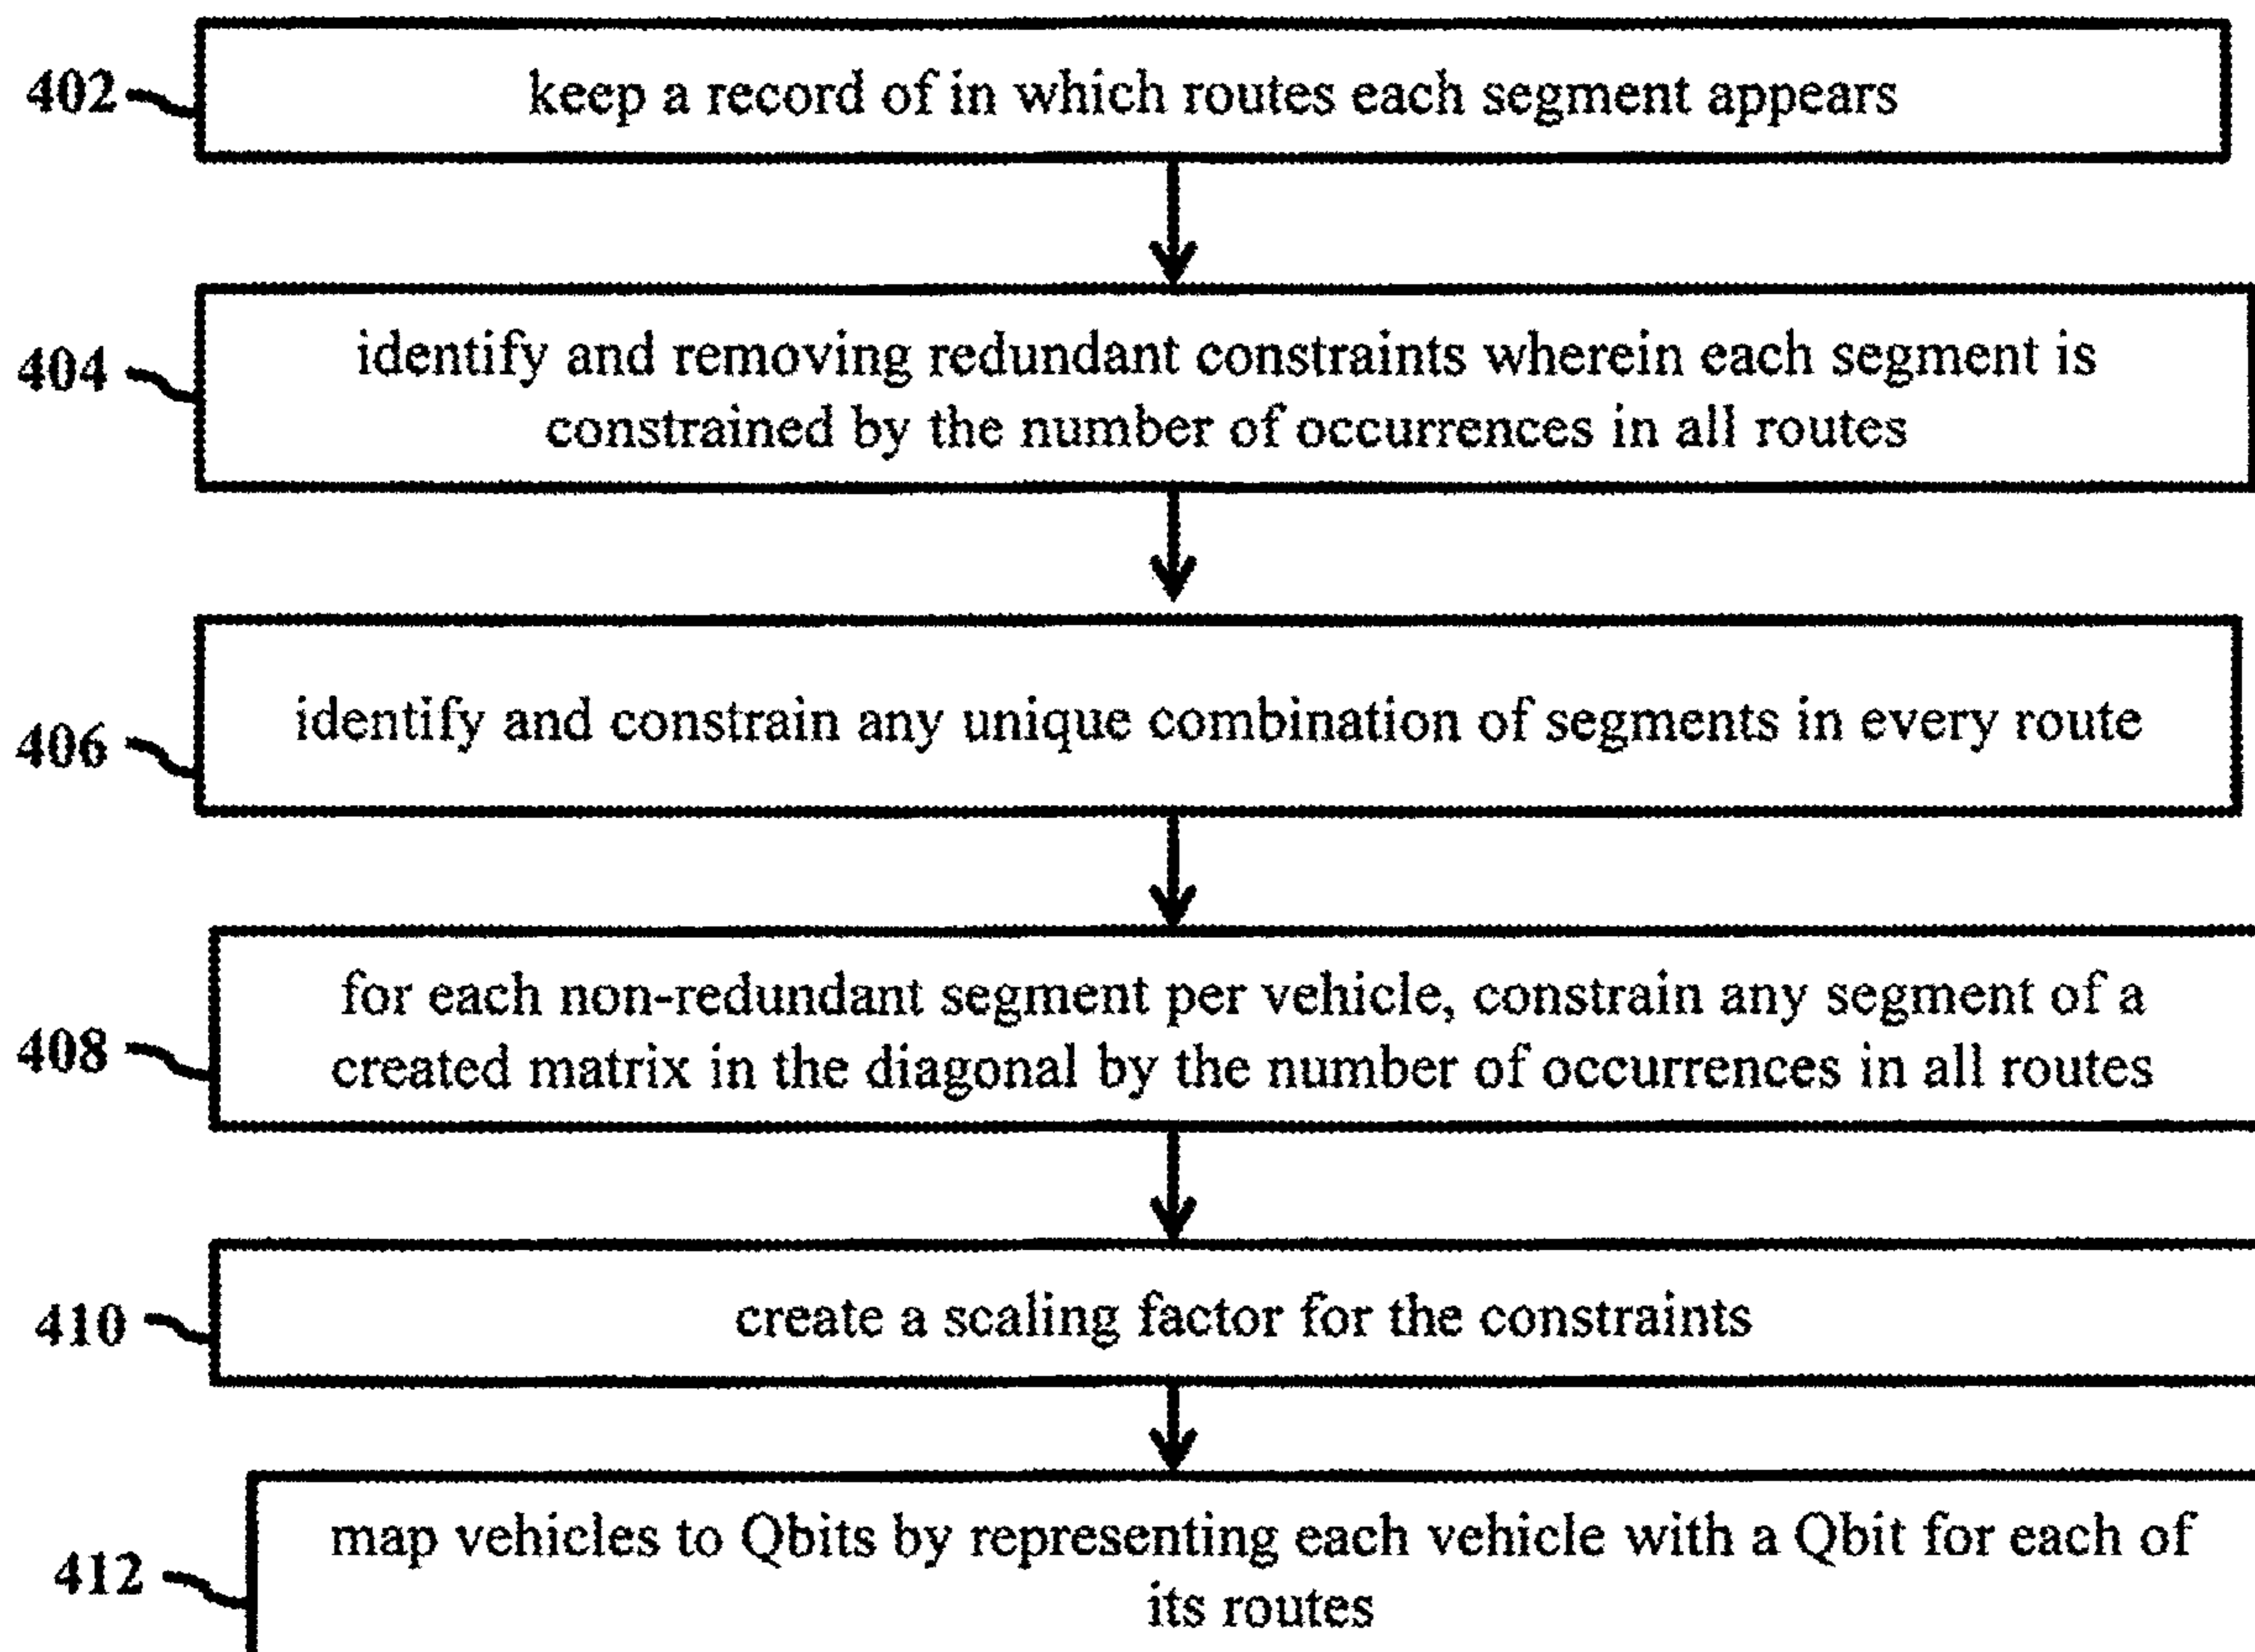 402
keep a record of in which routes each segment appears
404
identify and removing redundant constraints wherein each segment is
constrained by the number of occurrences in all routes
406
identify and constrain any unique combination of segments in every route
408
for each non-redundant segment per vehicle, constrain any segment of a
created matrix in the diagonal by the number of occurrences in all routes
410
create a scaling factor for the constraints
412
map vehicles to Qbits by representing each vehicle with a Qbit for each of
its routes